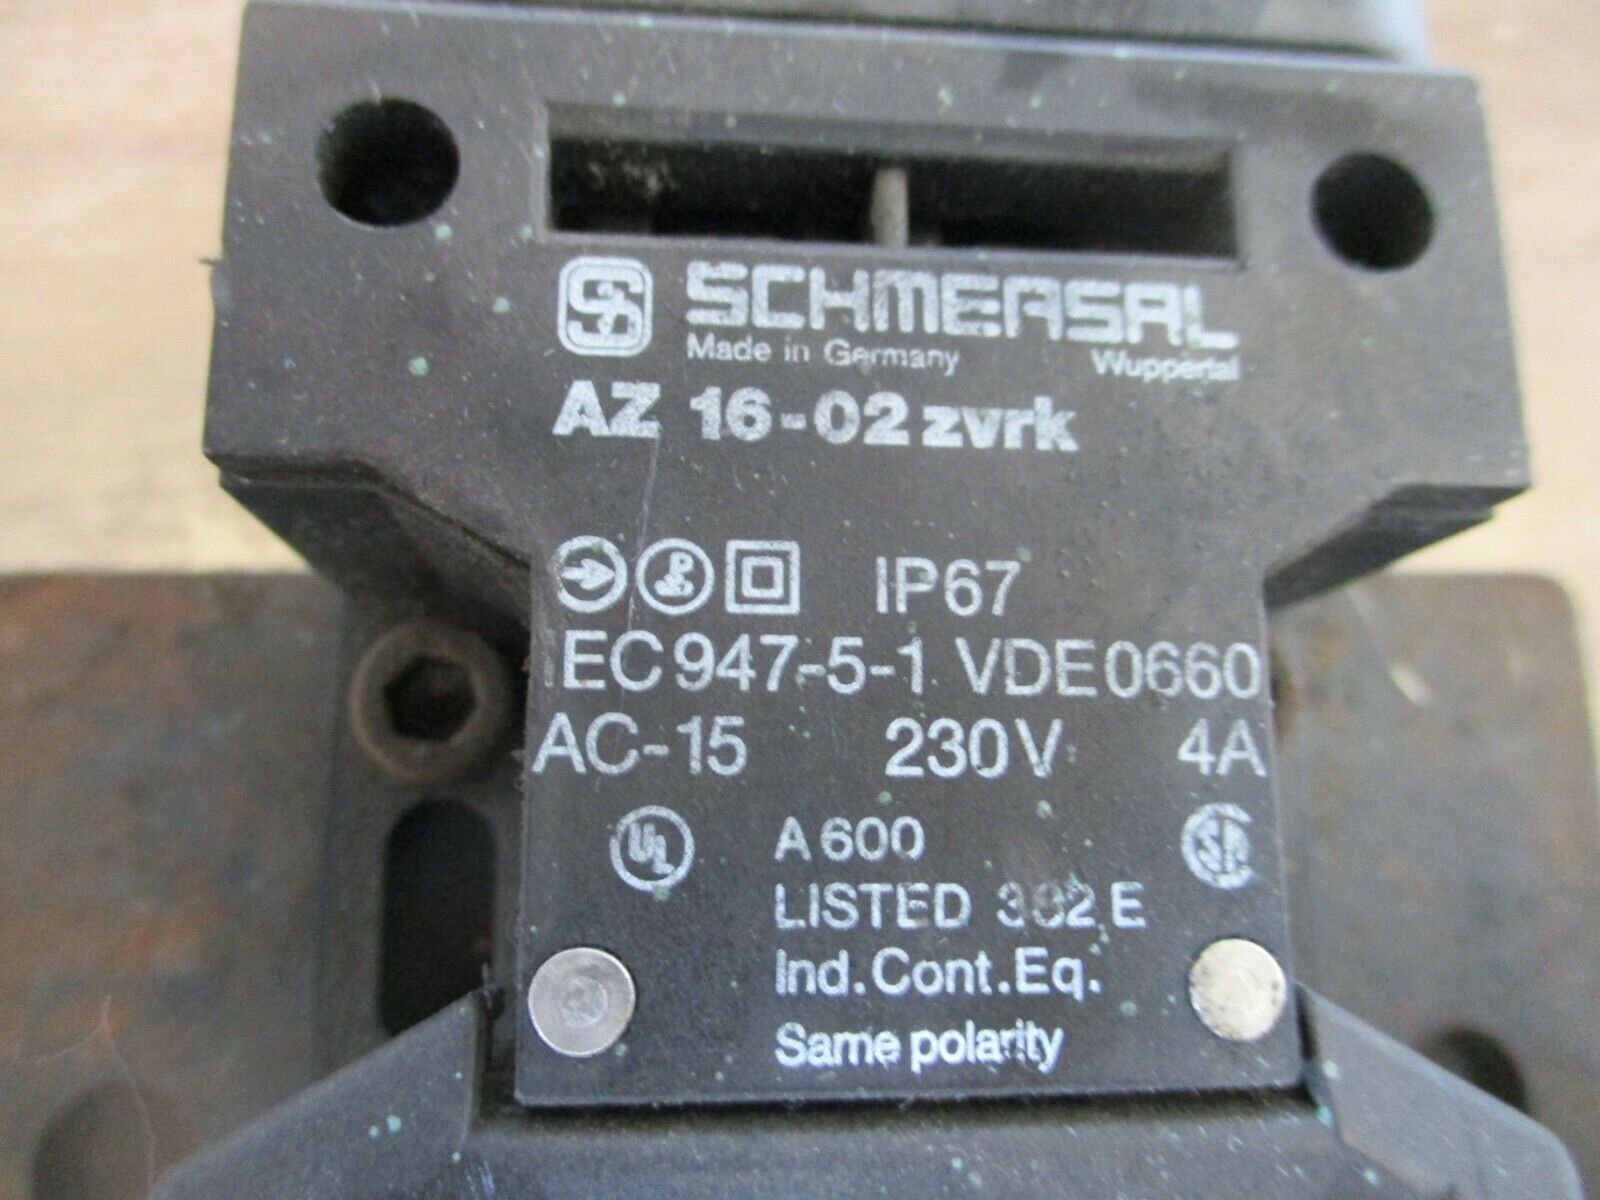 SCHMERSAL
Made in Germany Wuppertal
AZ 16-02 zvrk
IP67
IEC 947-5-1 VDE 0660
AC-15 230V 4A
UL A 600
LISTED E
Ind. Cont. Eq.
Same polarity